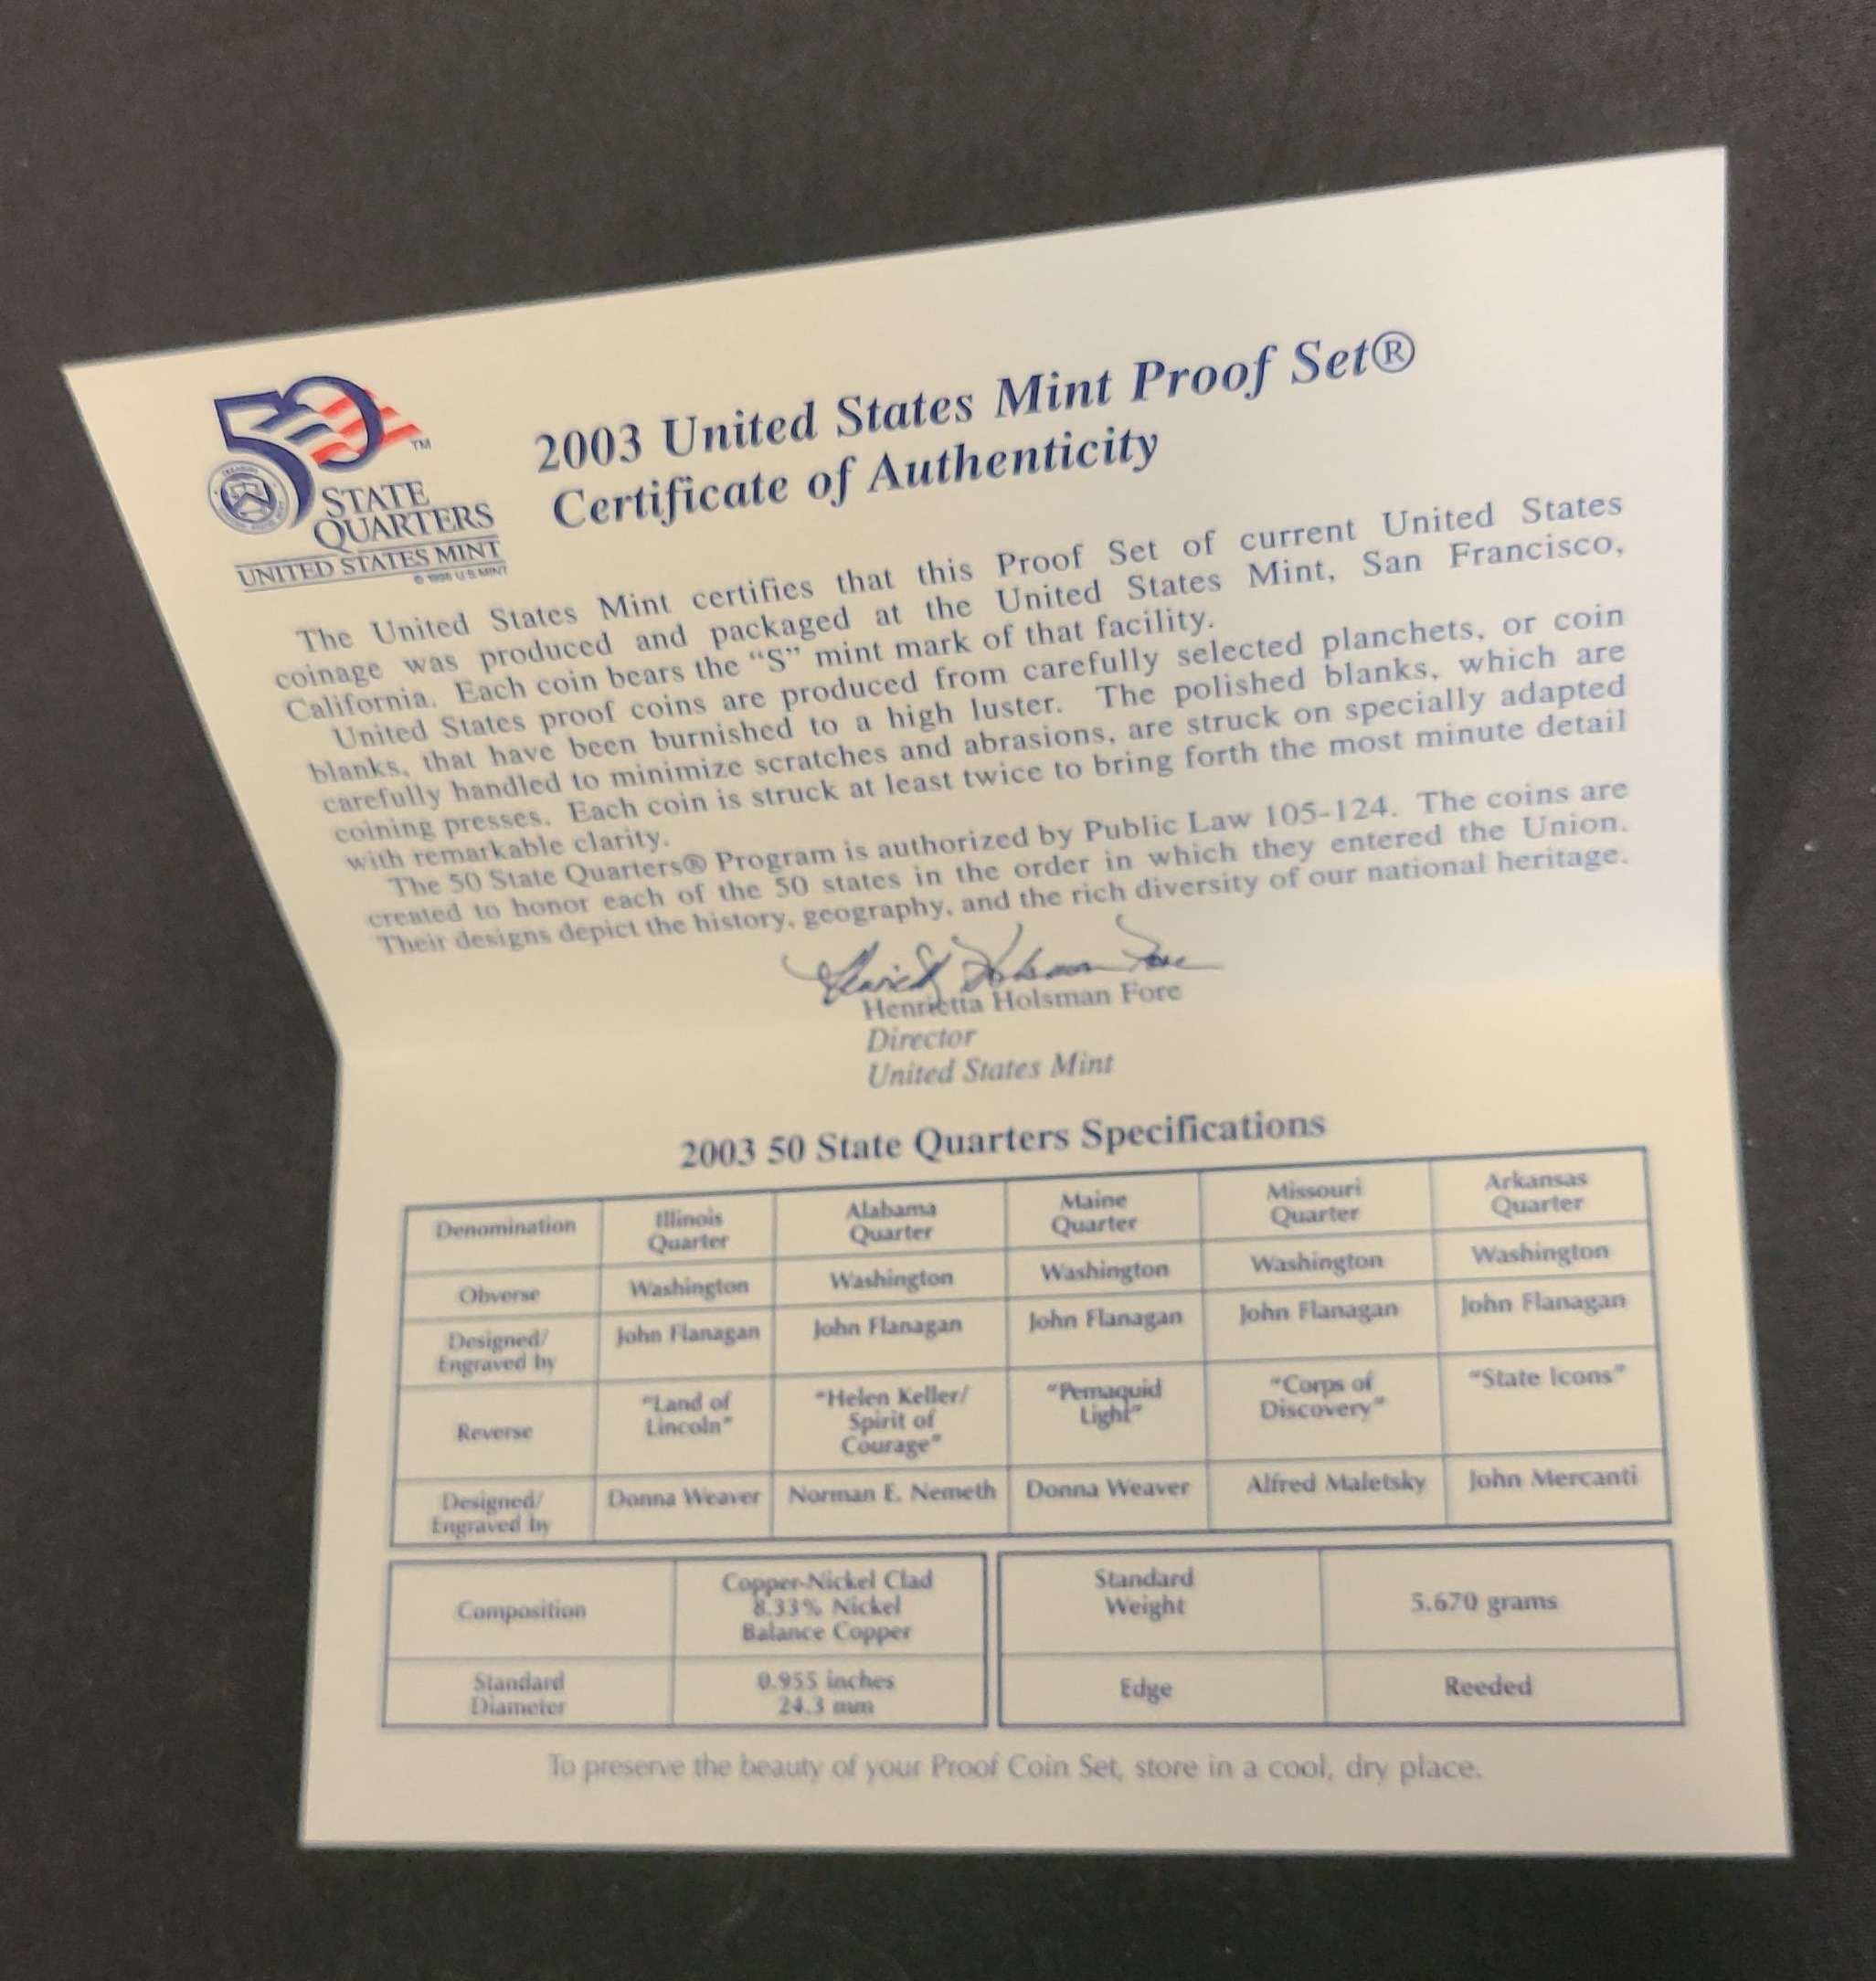 50
TM
STATE
QUARTERS
UNITED STATES MINT
© 1998 U S MINT
2003 United States Mint Proof Set®
Certificate of Authenticity
The United States Mint certifies that this Proof Set of current United States
coinage was produced and packaged at the United States Mint, San Francisco,
California. Each coin bears the “S” mint mark of that facility.
United States proof coins are produced from carefully selected planchets, or coin
blanks, that have been burnished to a high luster. The polished blanks, which are
carefully handled to minimize scratches and abrasions, are struck on specially adapted
coining presses. Each coin is struck at least twice to bring forth the most minute detail
with remarkable clarity.
The 50 State Quarters® Program is authorized by Public Law 105-124. The coins are
created to honor each of the 50 states in the order in which they entered the Union.
Their designs depict the history, geography, and the rich diversity of our national heritage.
Henrietta Holsman Fore
Henrietta Holsman Fore
Director
United States Mint
2003 50 State Quarters Specifications
Denomination Illinois Quarter Alabama Quarter Maine Quarter Missouri Quarter Arkansas Quarter
Obverse Washington Washington Washington Washington Washington
Designed/ Engraved by John Flanagan John Flanagan John Flanagan John Flanagan John Flanagan
Reverse “Land of Lincoln” “Helen Keller/ Spirit of Courage” “Pemaquid Light” “Corps of Discovery” “State Icons”
Designed/ Engraved by Donna Weaver Norman E. Nemeth Donna Weaver Alfred Maletsky John Mercanti
Composition Copper-Nickel Clad 8.33% Nickel Balance Copper Standard Weight 5.670 grams
Standard Diameter 0.955 inches 24.3 mm Edge Reeded
To preserve the beauty of your Proof Coin Set, store in a cool, dry place.